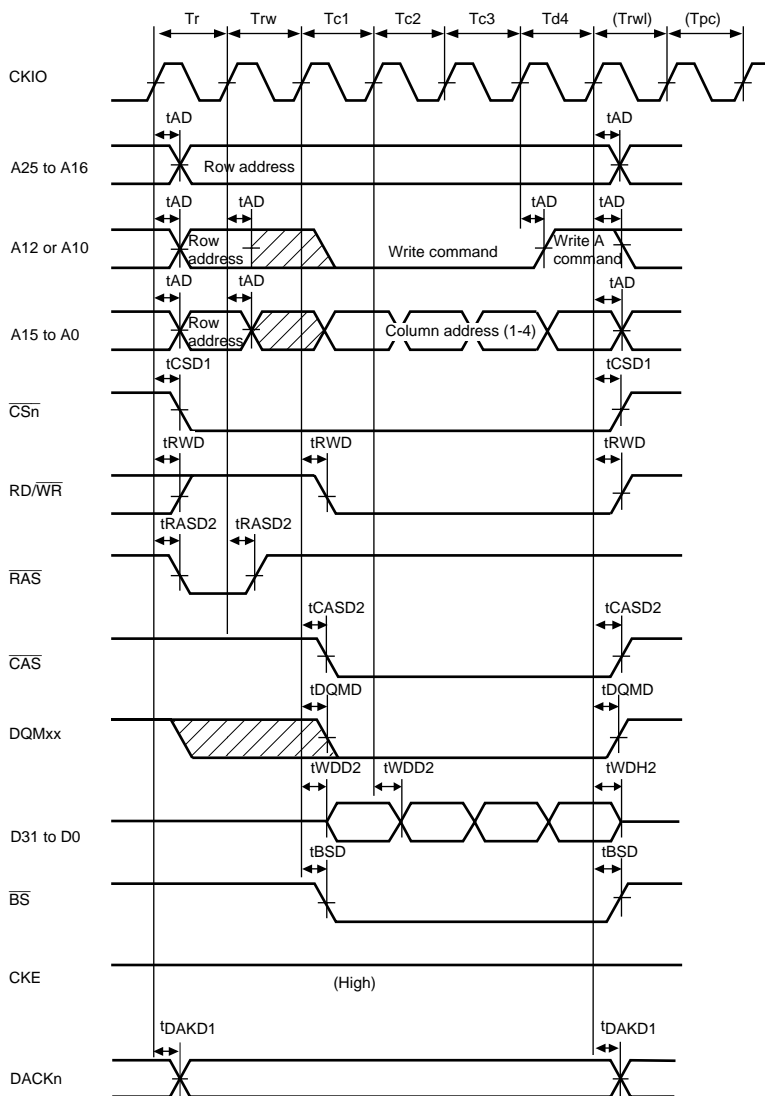 Tr Trw Tc1 Tc2 Tc3 Td4 (Trwl) (Tpc)
CKIO
tAD tAD
A25 to A16 Row address
tAD tAD tAD tAD
A12 or A10 Row address Write command Write A command
tAD tAD tAD
A15 to A0 Row address Column address (1-4)
tCSD1 tCSD1
CSn
tRWD tRWD tRWD
RD/WR
tRASD2 tRASD2
RAS
tCASD2 tCASD2
CAS
tDQMD tDQMD
DQMxx
tWDD2 tWDD2 tWDH2
D31 to D0
tBSD tBSD
BS
CKE (High)
tDAKD1 tDAKD1
DACKn